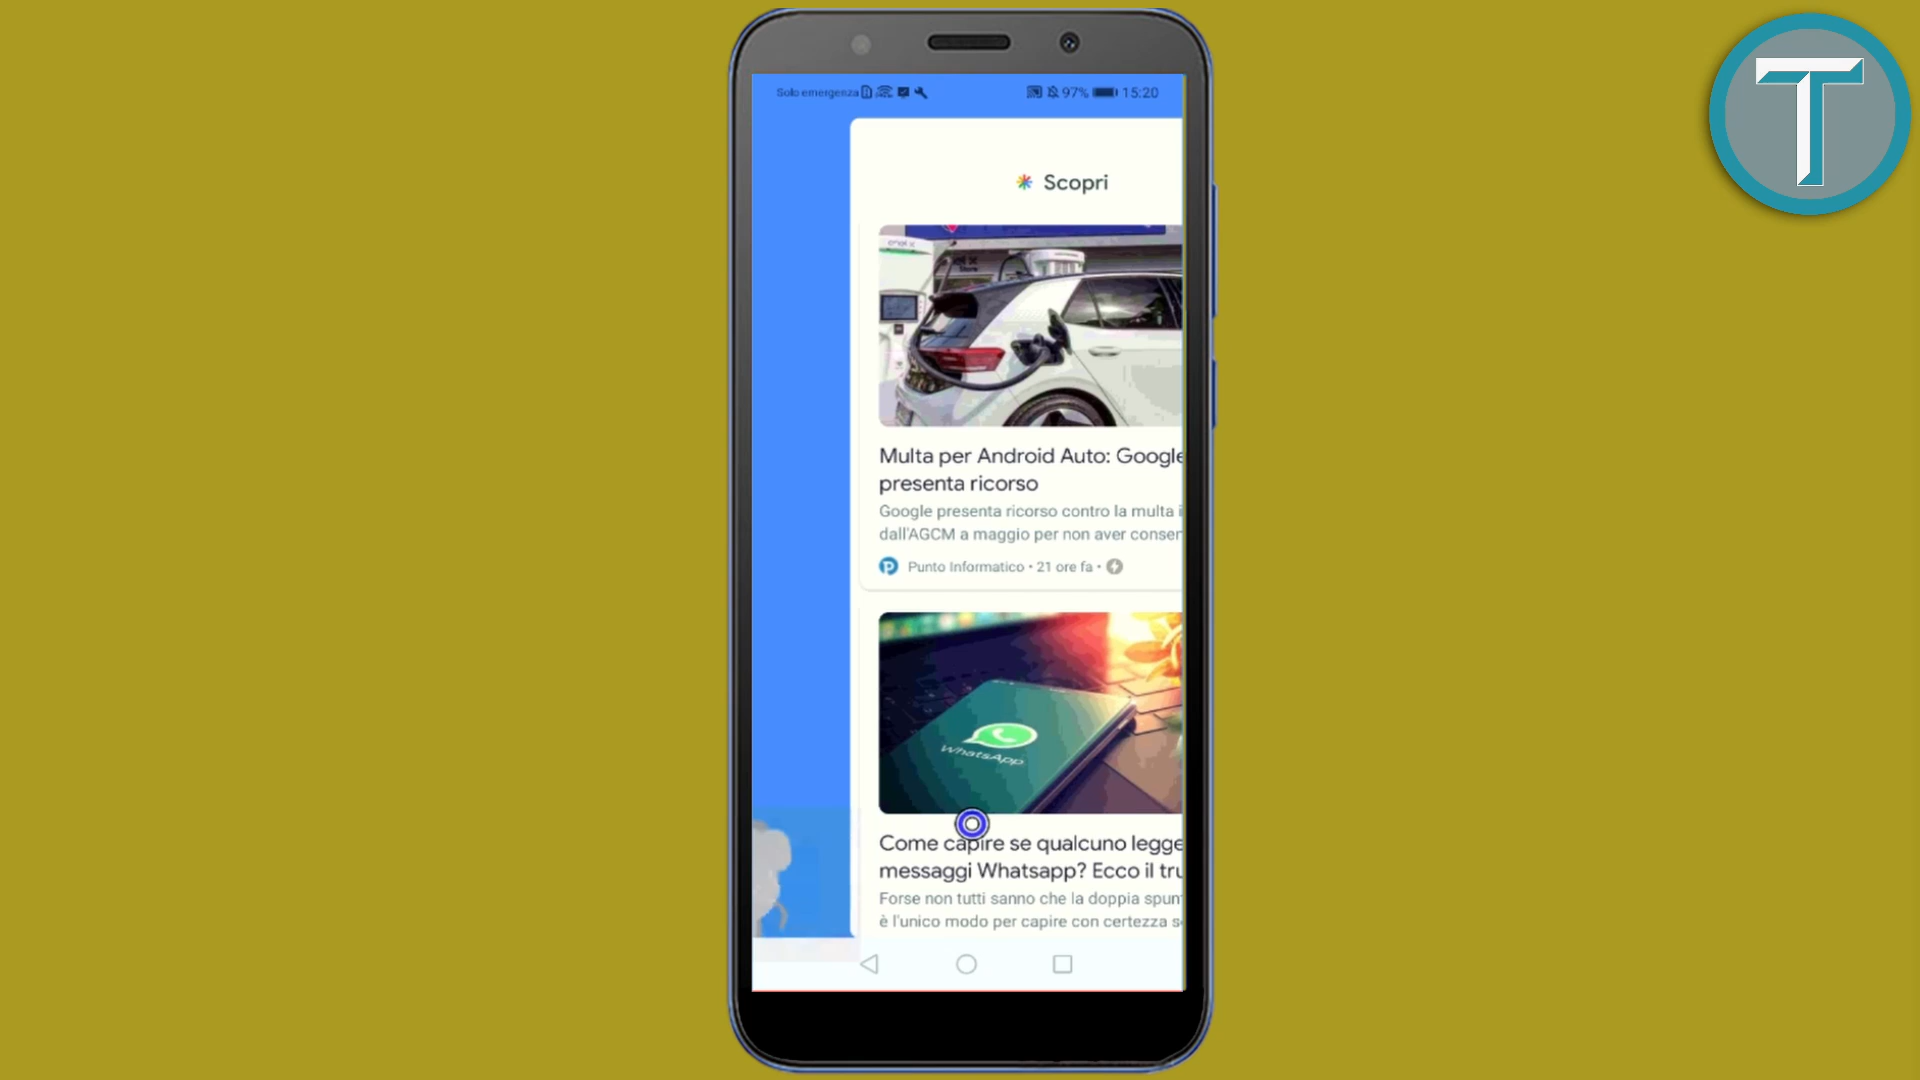 Solo emergenza
97% 15:20
Scopri
enel x
Store
Multa per Android Auto: Google
presenta ricorso
Google presenta ricorso contro la multa i
dall'AGCM a maggio per non aver conser
Punto Informatico • 21 ore fa •
WhatsApp
Come capire se qualcuno legge
messaggi Whatsapp? Ecco il tru
Forse non tutti sanno che la doppia spun
è l'unico modo per capire con certezza s
T